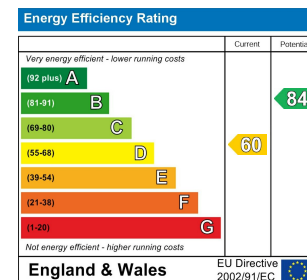 Energy Efficiency Rating
Current Potentia
Very energy efficient - lower running costs
(92 plus) A
(81-91) B
84
(69-80) C
(55-68) D
60
(39-54) E
(21-38) F
(1-20) G
Not energy efficient - higher running costs
England & Wales
EU Directive
2002/91/EC